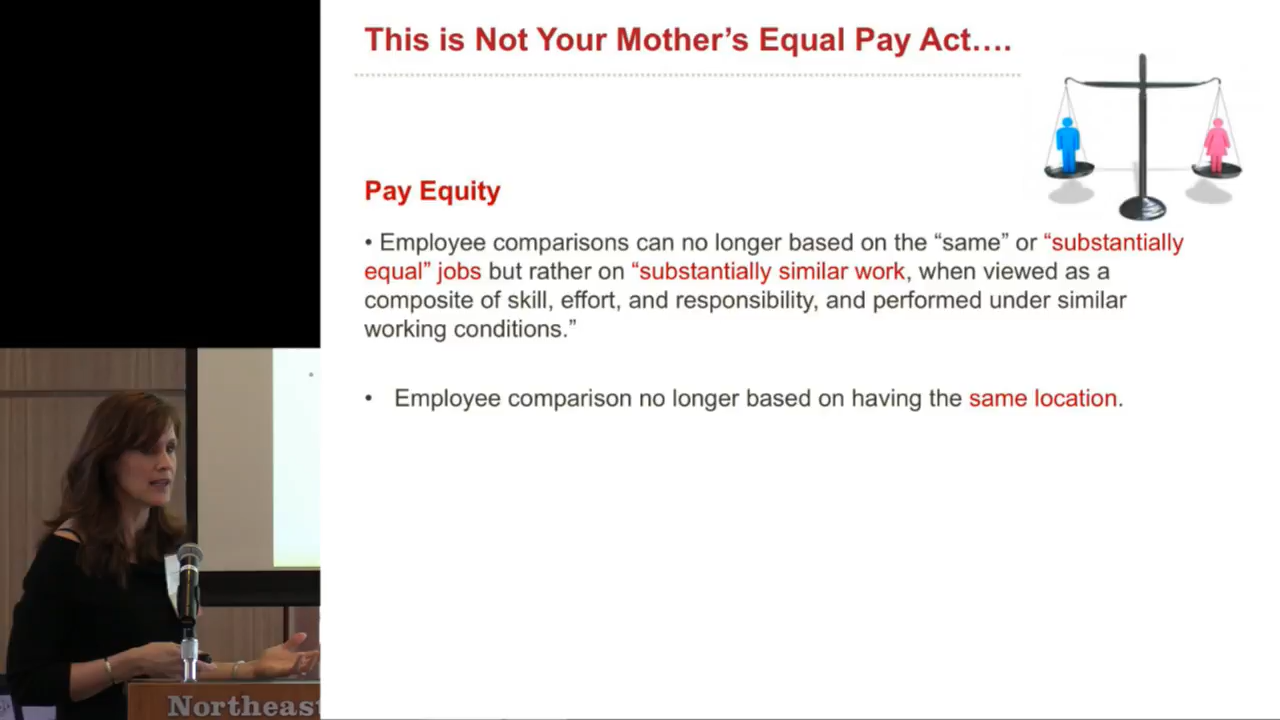 This is Not Your Mother’s Equal Pay Act….
Pay Equity
• Employee comparisons can no longer based on the “same” or “substantially
equal” jobs but rather on “substantially similar work, when viewed as a
composite of skill, effort, and responsibility, and performed under similar
working conditions.”
• Employee comparison no longer based on having the same location.
Northeast